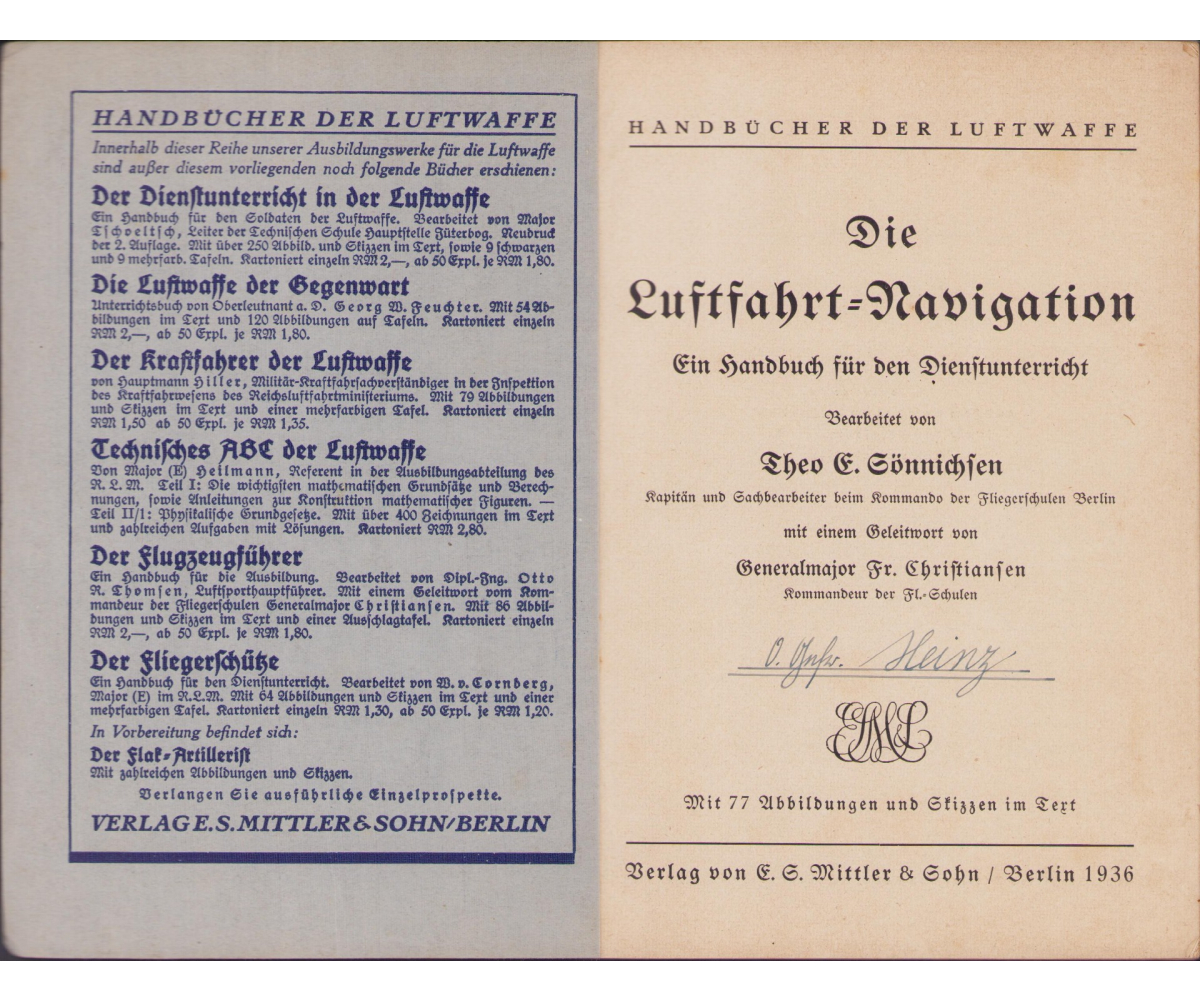 HANDBÜCHER DER LUFTWAFFE
Innerhalb dieser Reihe unserer Ausbildungswerke für die Luftwaffe
sind außer diesem vorliegenden noch folgende Bücher erschienen:
Der Dienstunterricht in der Luftwaffe
Ein Handbuch für den Soldaten der Luftwaffe. Bearbeitet von Major
Tschoeltsch, Leiter der Technischen Schule Hauptstelle Jüterbog. Neudruck
der 2. Auflage. Mit über 250 Abbild. und Skizzen im Text, sowie 9 schwarzen
und 9 mehrfarb. Tafeln. Kartoniert einzeln RM 2,—, ab 50 Expl. je RM 1,80.
Die Luftwaffe der Gegenwart
Unterrichtsbuch von Oberleutnant a. D. Georg W. Feuchter. Mit 54 Ab-
bildungen im Text und 120 Abbildungen auf Tafeln. Kartoniert einzeln
RM 2,—, ab 50 Expl. je RM 1,80.
Der Kraftfahrer der Luftwaffe
von Hauptmann Hiller, Militär-Kraftfahrsachverständiger in der Inspektion
des Kraftfahrwesens des Reichsluftfahrtministeriums. Mit 79 Abbildungen
und Skizzen im Text und einer mehrfarbigen Tafel. Kartoniert einzeln
RM 1,50 ab 50 Expl. je RM 1,35.
Technisches ABC der Luftwaffe
Von Major (E) Heilmann, Referent in der Ausbildungsabteilung des
R. L. M. Teil I: Die wichtigsten mathematischen Grundsätze und Berech-
nungen, sowie Anleitungen zur Konstruktion mathematischer Figuren. —
Teil II/1: Physikalische Grundgesetze. Mit über 400 Zeichnungen im Text
und zahlreichen Aufgaben mit Lösungen. Kartoniert RM 2,80.
Der Flugzeugführer
Ein Handbuch für die Ausbildung. Bearbeitet von Dipl.-Ing. Otto
R. Thomsen, Luftsporthauptführer. Mit einem Geleitwort vom Kom-
mandeur der Fliegerschulen Generalmajor Christiansen. Mit 86 Abbil-
dungen und Skizzen im Text und einer Ausschlagtafel. Kartoniert einzeln
RM 2,—, ab 50 Expl. je RM 1,80.
Der Fliegerschütze
Ein Handbuch für den Dienstunterricht. Bearbeitet von W. v. Cornberg,
Major (E) im R.L.M. Mit 64 Abbildungen und Skizzen im Text und einer
mehrfarbigen Tafel. Kartoniert einzeln RM 1,30, ab 50 Expl. je RM 1,20.
In Vorbereitung befindet sich:
Der Flak-Artillerist
Mit zahlreichen Abbildungen und Skizzen.
Verlangen Sie ausführliche Einzelprospekte.
VERLAG E.S. MITTLER & SOHN/BERLIN
HANDBÜCHER DER LUFTWAFFE
Die
Luftfahrt-Navigation
Ein Handbuch für den Dienstunterricht
Bearbeitet von
Theo E. Sönnichsen
Kapitän und Sachbearbeiter beim Kommando der Fliegerschulen Berlin
mit einem Geleitwort von
Generalmajor Fr. Christiansen
Kommandeur der Fl.-Schulen
Heinz
Mit 77 Abbildungen und Skizzen im Text
Verlag von E. S. Mittler & Sohn / Berlin 1936